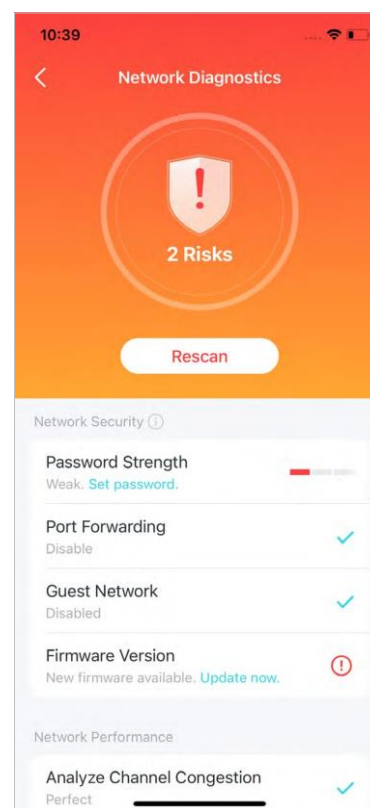 10:39
Network Diagnostics
2 Risks
Rescan
Network Security
Password Strength
Weak. Set password.
Port Forwarding
Disable
Guest Network
Disabled
Firmware Version
New firmware available. Update now.
Network Performance
Analyze Channel Congestion
Perfect